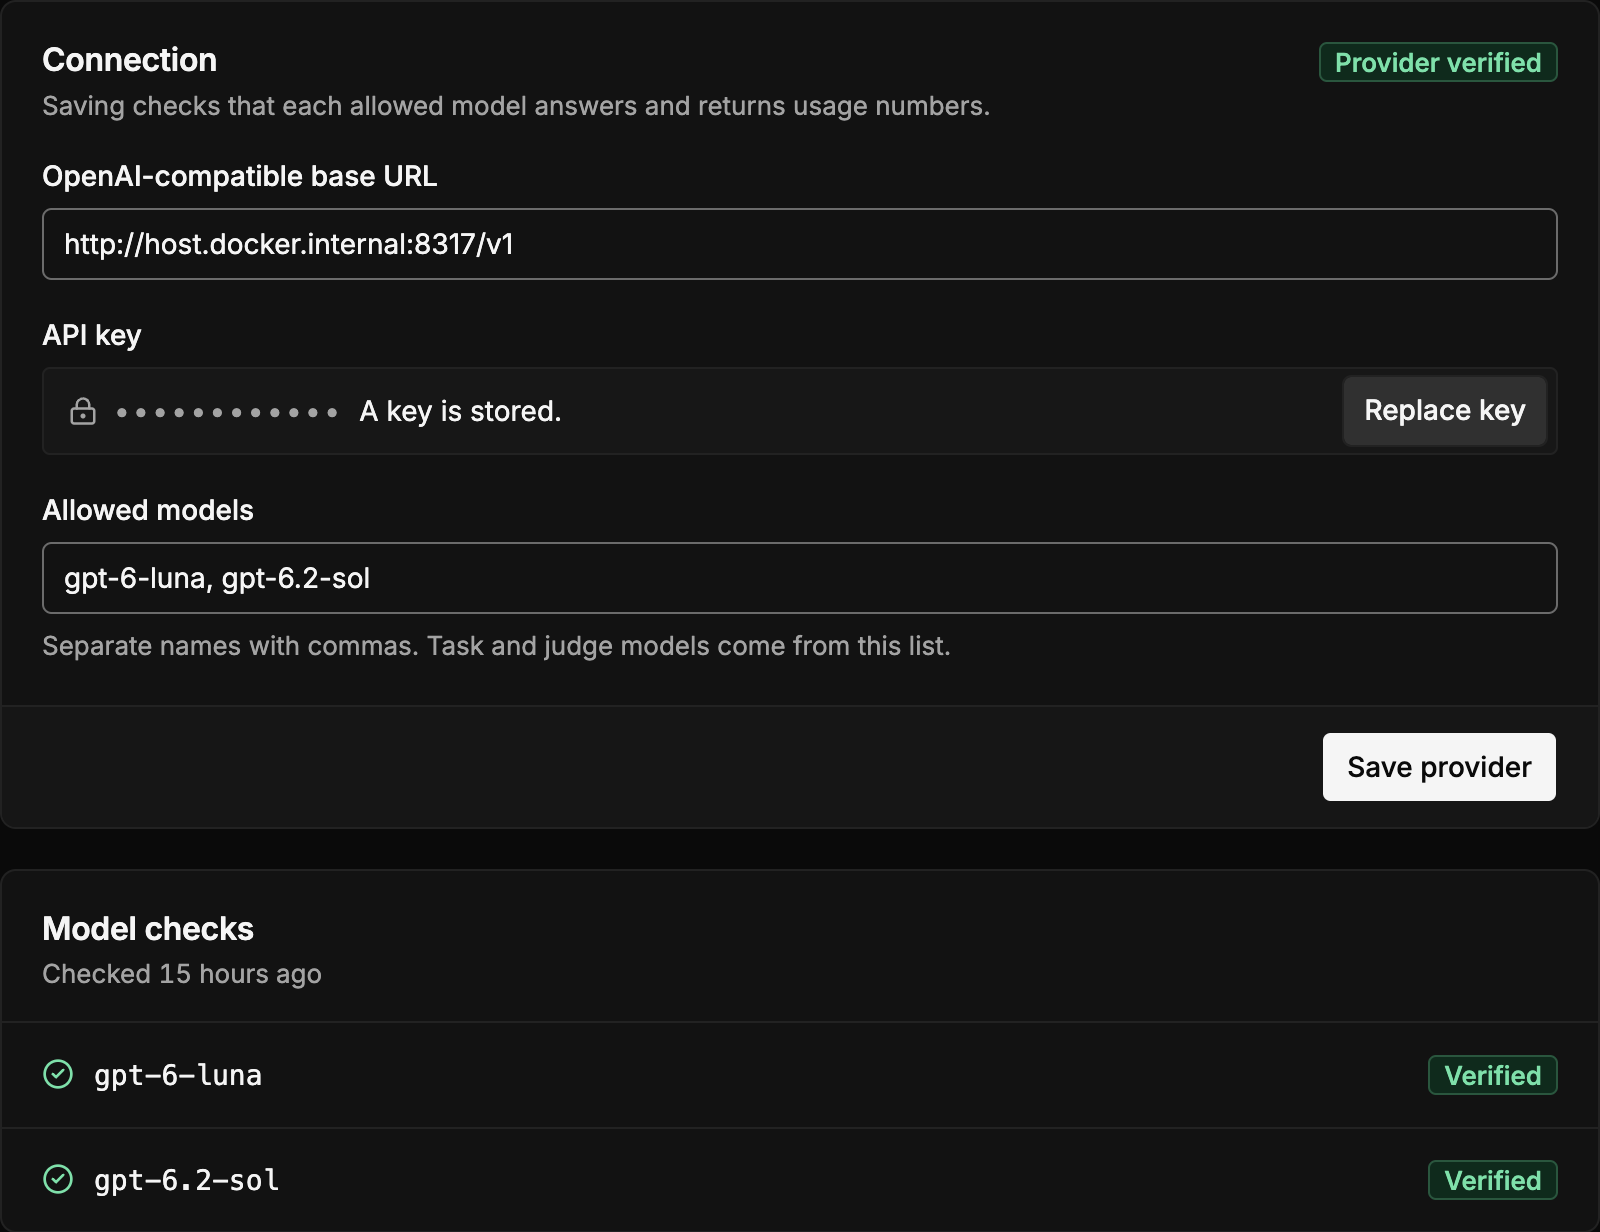 Connection
Provider verified
Saving checks that each allowed model answers and returns usage numbers.
OpenAI-compatible base URL
http://host.docker.internal:8317/v1
API key
•••••••••••• A key is stored.
Replace key
Allowed models
gpt-6-luna, gpt-6.2-sol
Separate names with commas. Task and judge models come from this list.
Save provider
Model checks
Checked 15 hours ago
gpt-6-luna
Verified
gpt-6.2-sol
Verified